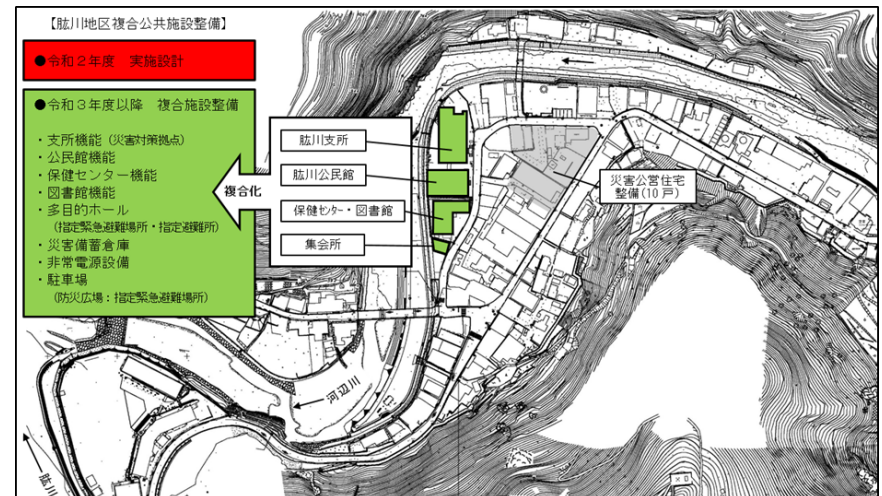 【肱川地区複合公共施設整備】
●令和2年度　実施設計
●令和3年度以降　複合施設整備
・支所機能（災害対策拠点）
・公民館機能
・保健センター機能
・図書館機能
・多目的ホール
（指定緊急避難場所・指定避難所）
・災害備蓄倉庫
・非常電源設備
・駐車場
（防災広場：指定緊急避難場所）
複合化
肱川支所
肱川公民館
保健センター・図書館
集会所
災害公営住宅
整備(10戸)
河辺川
肱川